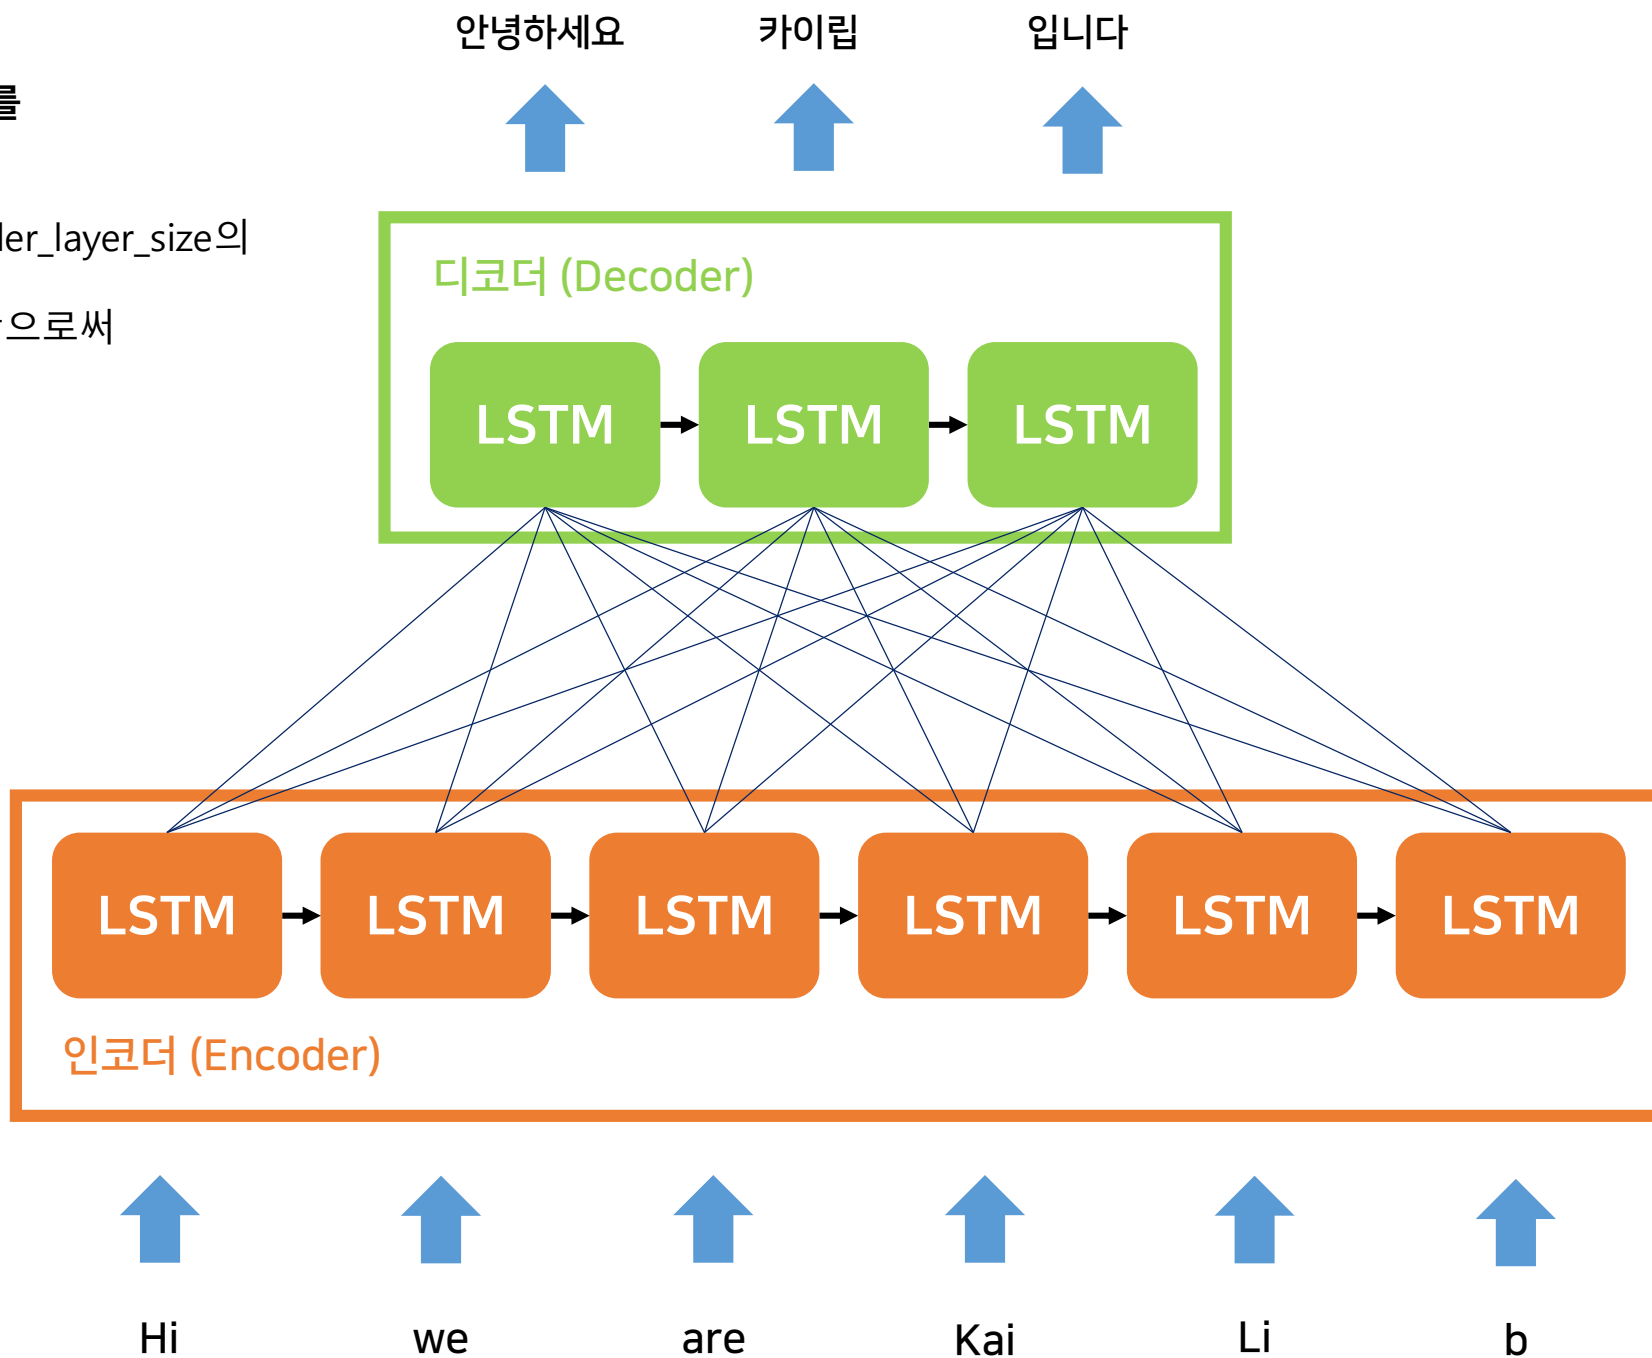 안녕하세요 카이립 입니다
를
der_layer_size의
으로써
디코더 (Decoder)
LSTM LSTM LSTM
LSTM LSTM LSTM LSTM LSTM LSTM
인코더 (Encoder)
Hi we are Kai Li b